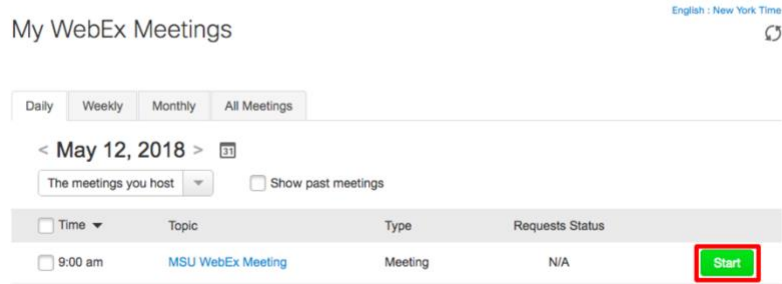 English : New York Time
My WebEx Meetings
Daily Weekly Monthly All Meetings
< May 12, 2018 > 31
The meetings you host Show past meetings
Time Topic Type Requests Status
9:00 am MSU WebEx Meeting Meeting N/A Start